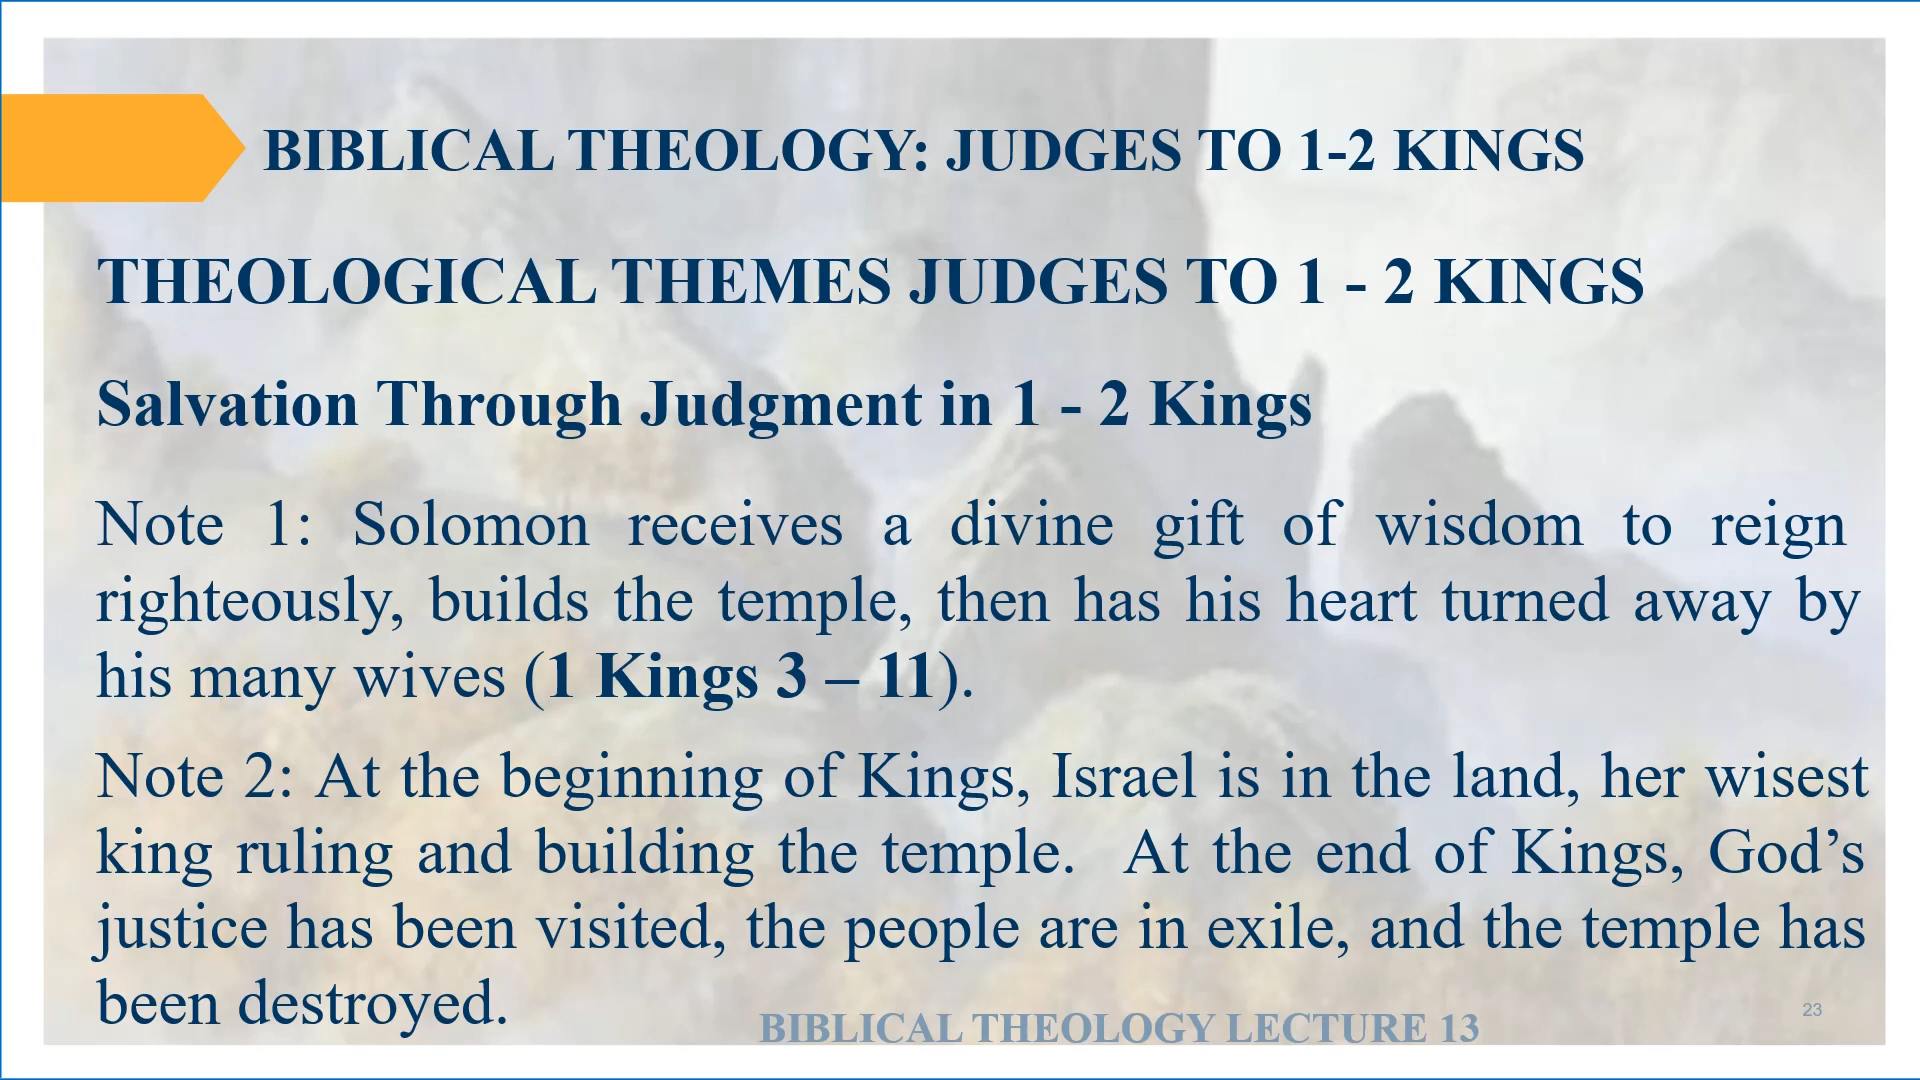 BIBLICAL THEOLOGY: JUDGES TO 1-2 KINGS
THEOLOGICAL THEMES JUDGES TO 1 - 2 KINGS
Salvation Through Judgment in 1 - 2 Kings
Note 1: Solomon receives a divine gift of wisdom to reign
righteously, builds the temple, then has his heart turned away by
his many wives (1 Kings 3 – 11).
Note 2: At the beginning of Kings, Israel is in the land, her wisest
king ruling and building the temple.  At the end of Kings, God’s
justice has been visited, the people are in exile, and the temple has
been destroyed.
BIBLICAL THEOLOGY LECTURE 13
23